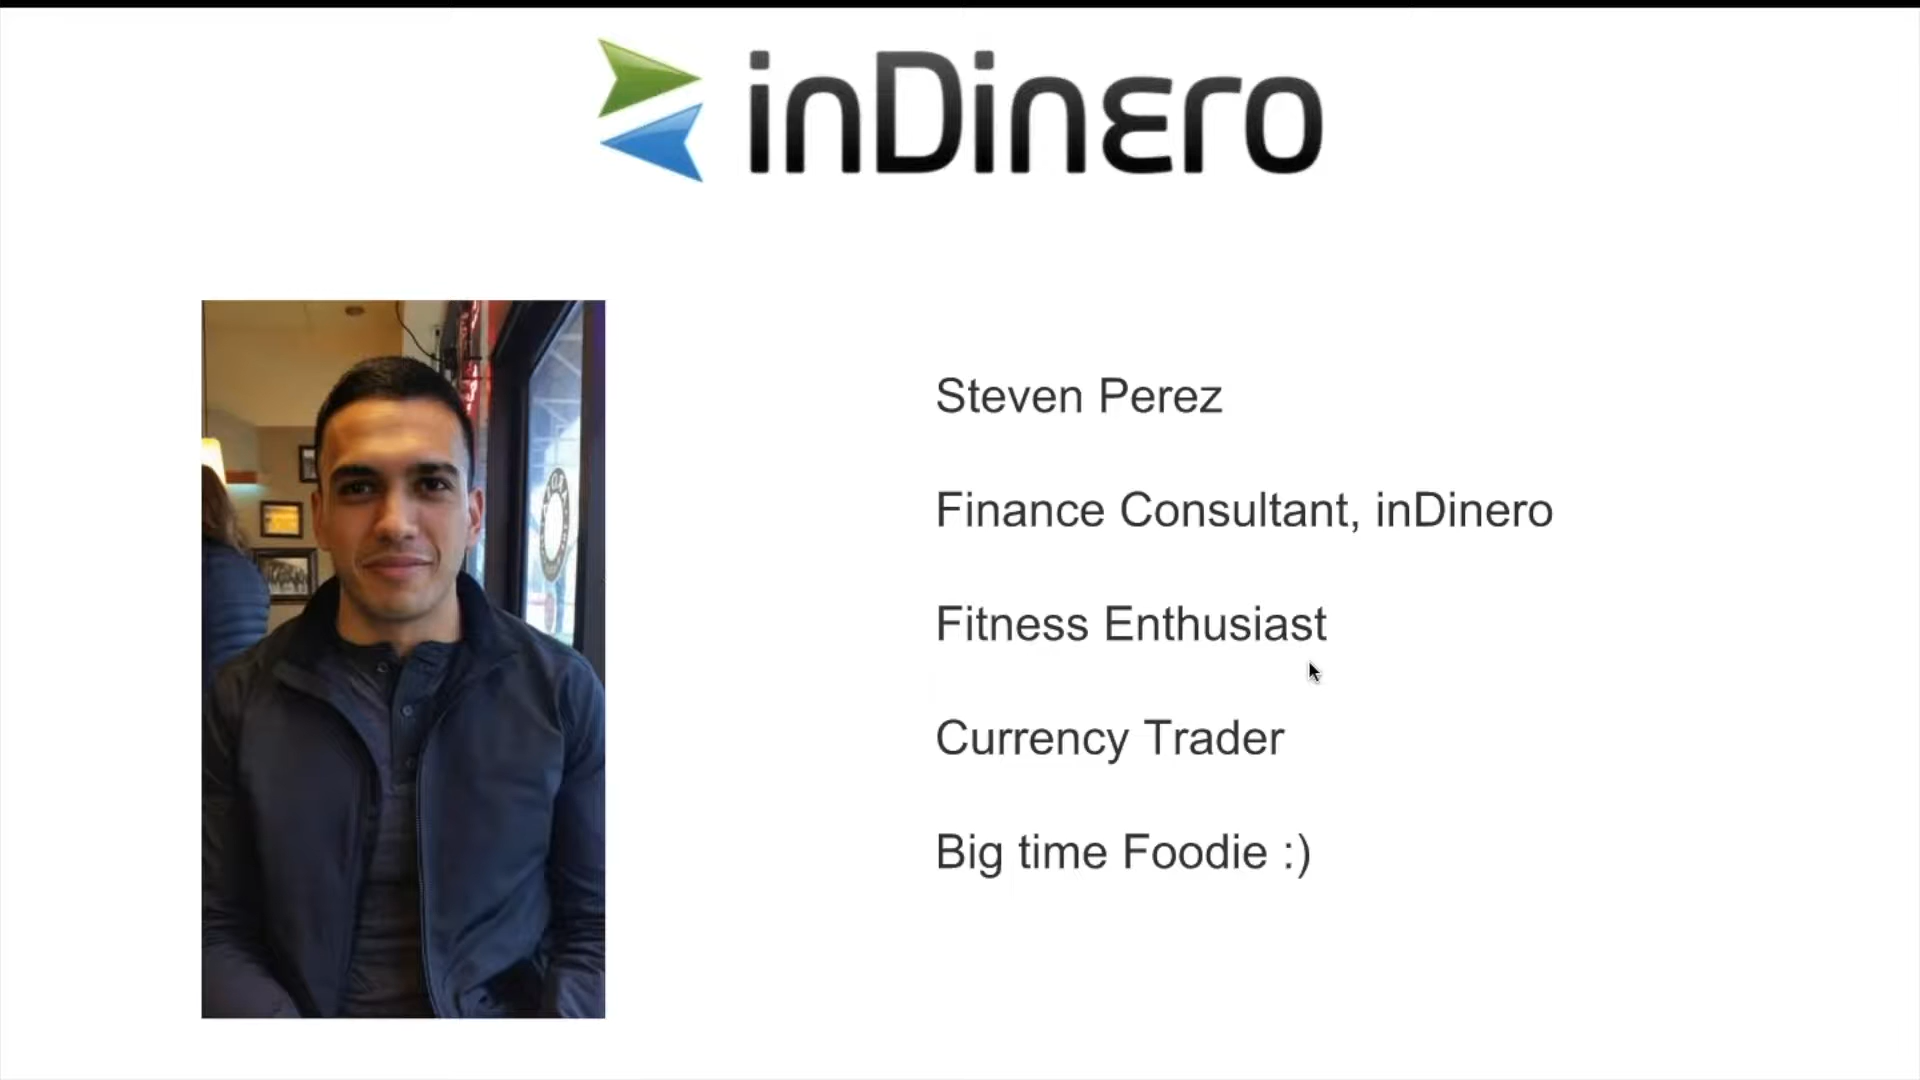 inDinero
Steven Perez
Finance Consultant, inDinero
Fitness Enthusiast
Currency Trader
Big time Foodie :)